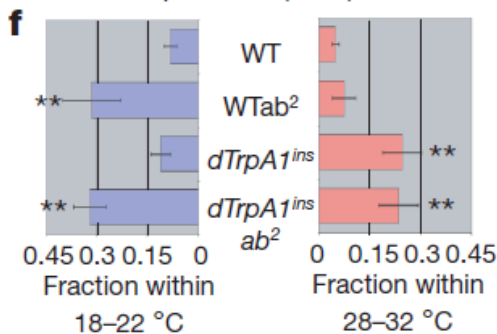 f
WT
** WTab²
dTrpA1ⁱⁿˢ **
** dTrpA1ⁱⁿˢ **
ab²
0.45 0.3 0.15 0 0 0.15 0.3 0.45
Fraction within Fraction within
18–22 °C 28–32 °C